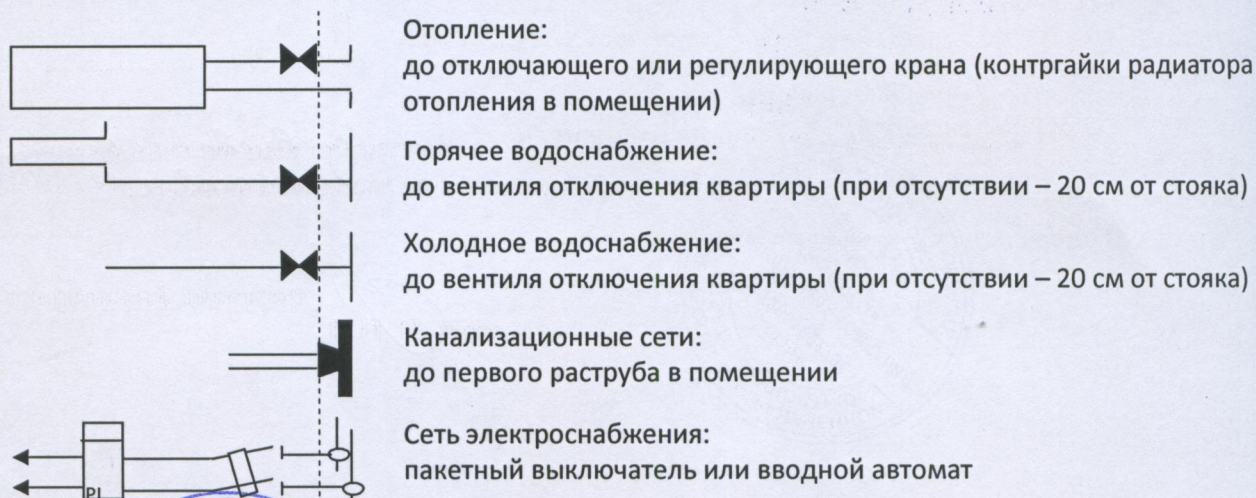 Отопление:
до отключающего или регулирующего крана (контргайки радиатора
отопления в помещении)
Горячее водоснабжение:
до вентиля отключения квартиры (при отсутствии – 20 см от стояка)
Холодное водоснабжение:
до вентиля отключения квартиры (при отсутствии – 20 см от стояка)
Канализационные сети:
до первого раструба в помещении
Сеть электроснабжения:
пакетный выключатель или вводной автомат
PI